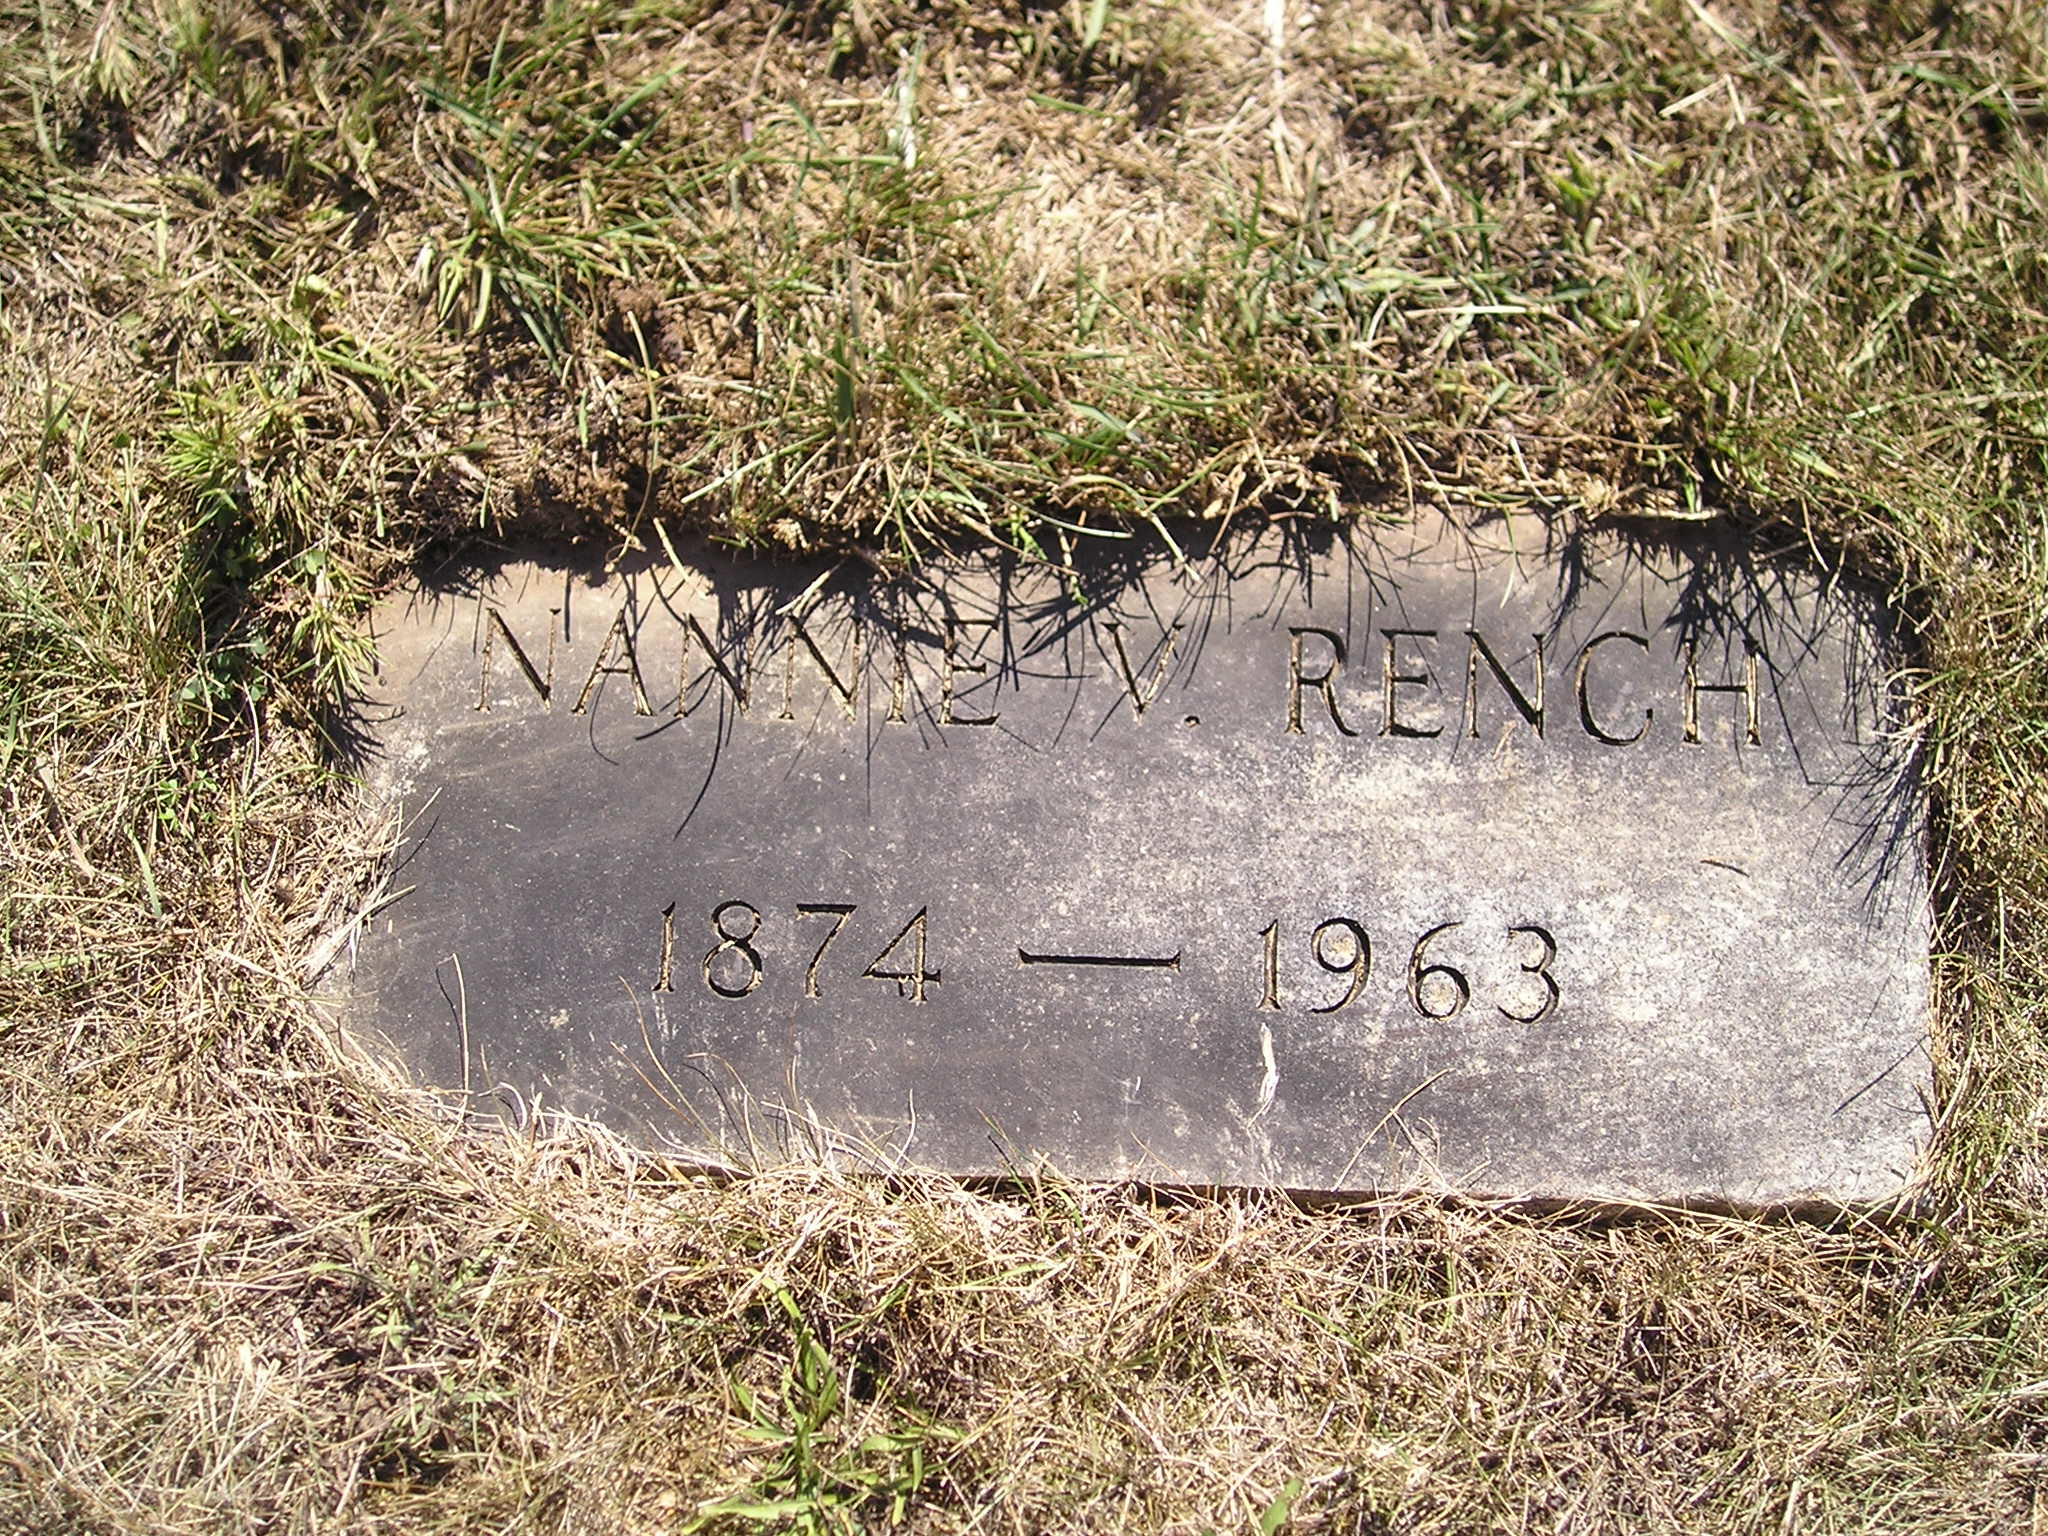 NANNIE V. RENCH
1874 — 1963